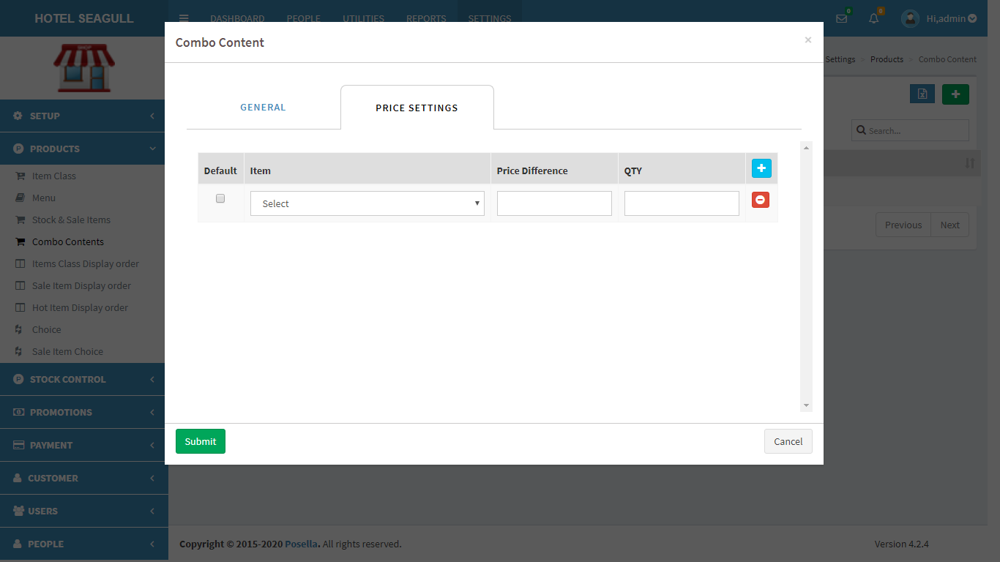 HOTEL SEAGULL
DASHBOARD PEOPLE UTILITIES REPORTS SETTINGS
0 0 Hi,admin
SHOP
Settings > Products > Combo Content
Search...
Previous Next
SETUP
PRODUCTS
Item Class
Menu
Stock & Sale Items
Combo Contents
Items Class Display order
Sale Item Display order
Hot Item Display order
Choice
Sale Item Choice
STOCK CONTROL
PROMOTIONS
PAYMENT
CUSTOMER
USERS
PEOPLE
Combo Content ×
GENERAL PRICE SETTINGS
Default Item Price Difference QTY
Select
Submit Cancel
Copyright © 2015-2020 Posella. All rights reserved. Version 4.2.4